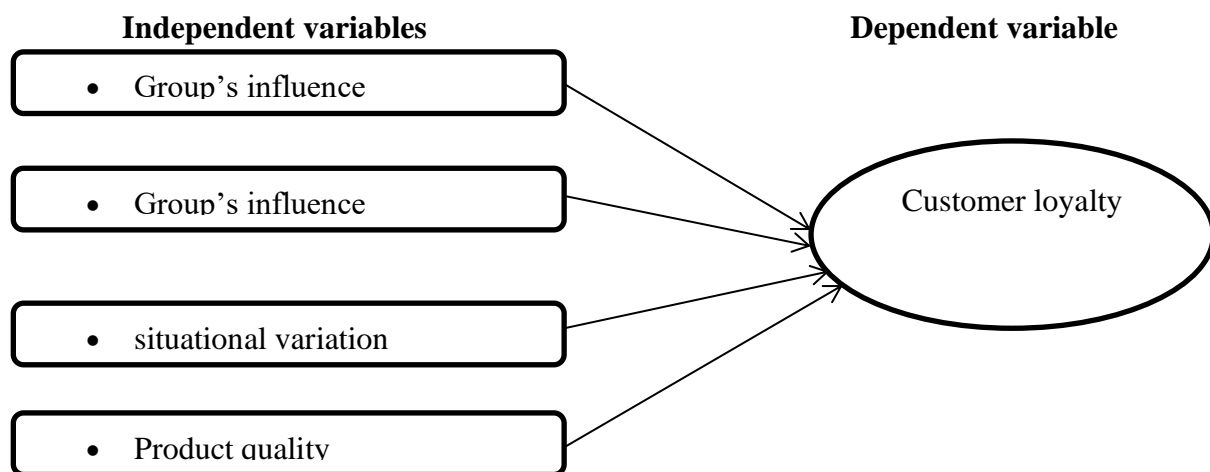 Independent variables
Dependent variable
• Group’s influence
• Group’s influence
Customer loyalty
• situational variation
• Product quality